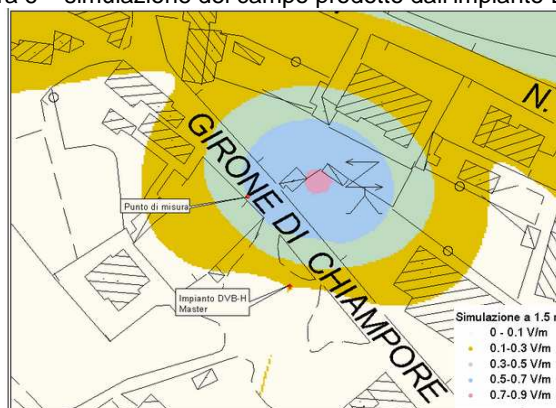 simulazione del campo prodotto dall'impianto
N.
GIRONE DI CHIAMPORE
Punto di misura
Impianto DVB-H
Master
Simulazione a 1.5
0 - 0.1 V/m
0.1-0.3 V/m
0.3-0.5 V/m
0.5-0.7 V/m
0.7-0.9 V/m